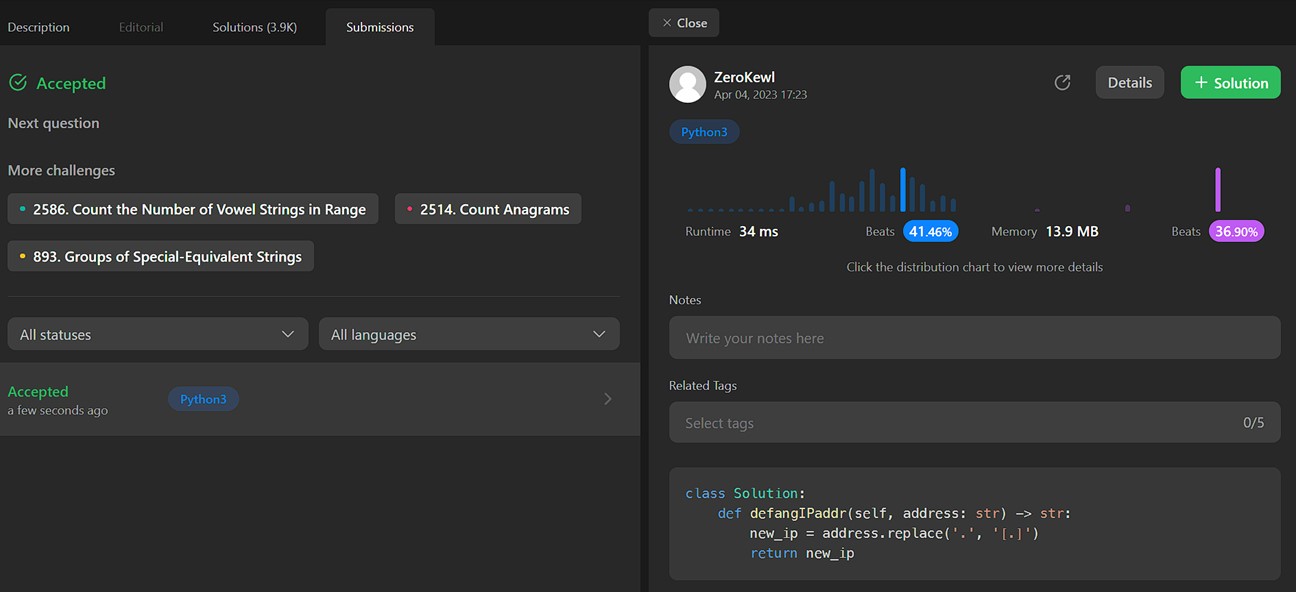 Description Editorial Solutions (3.9K) Submissions
Accepted
Next question
More challenges
2586. Count the Number of Vowel Strings in Range 2514. Count Anagrams
893. Groups of Special-Equivalent Strings
All statuses All languages
Accepted
a few seconds ago
Python3
Close
ZeroKewl
Apr 04, 2023 17:23
Details + Solution
Python3
Runtime 34 ms Beats 41.46% Memory 13.9 MB Beats 36.90%
Click the distribution chart to view more details
Notes
Write your notes here
Related Tags
Select tags 0/5
class Solution:
    def defangIPaddr(self, address: str) -> str:
        new_ip = address.replace('.', '[.]')
        return new_ip